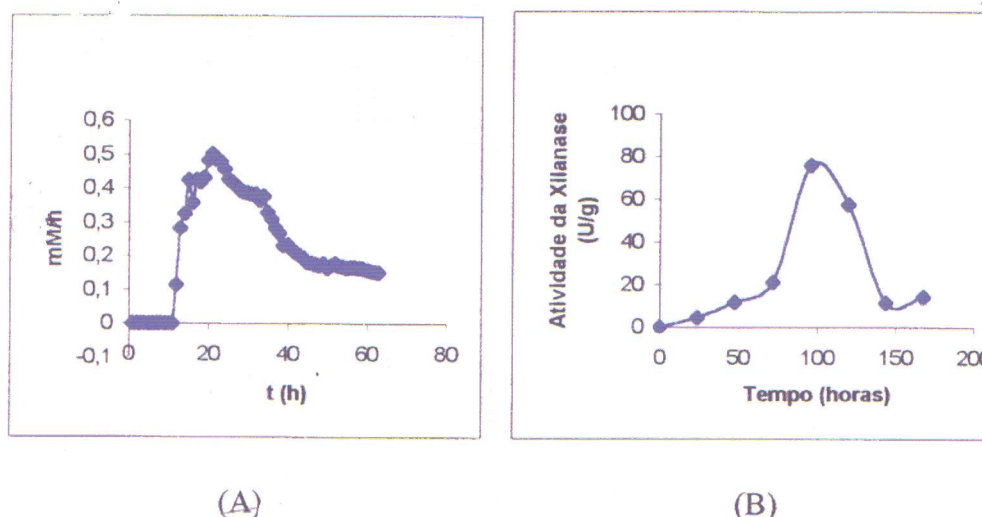 0,6
0,5
0,4
0,3
0,2
0,1
0
-0,1
mM/h
0 20 40 60 80
t (h)
(A)
100
80
60
40
20
0
Atividade da Xilanase
(U/g)
0 50 100 150 200
Tempo (horas)
(B)